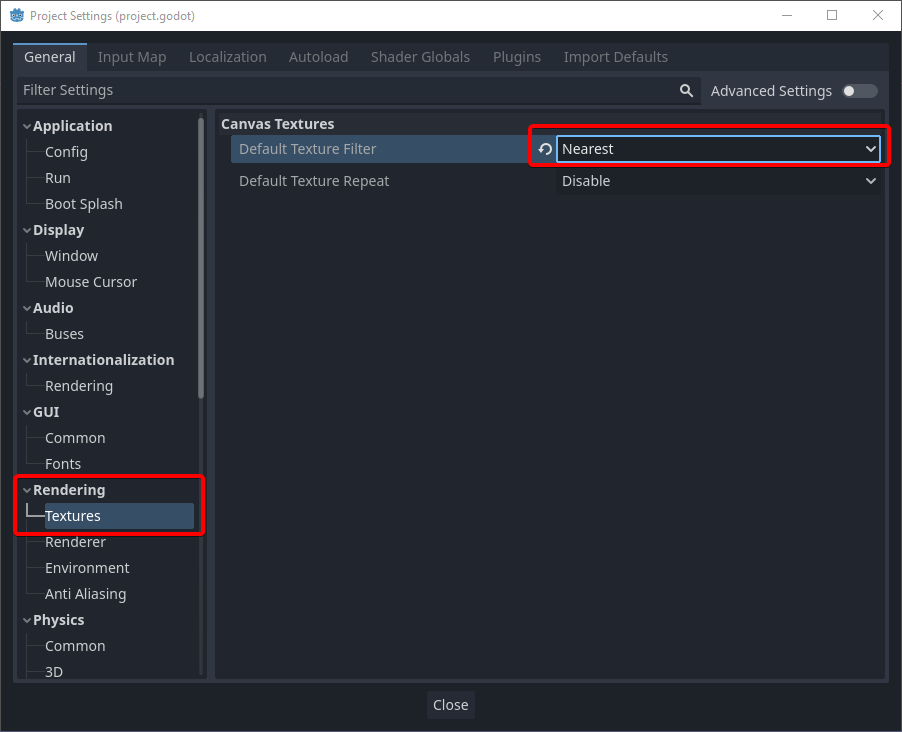 Project Settings (project.godot)
General Input Map Localization Autoload Shader Globals Plugins Import Defaults
Filter Settings
Advanced Settings
Application
Config
Run
Boot Splash
Display
Window
Mouse Cursor
Audio
Buses
Internationalization
Rendering
GUI
Common
Fonts
Rendering
Textures
Renderer
Environment
Anti Aliasing
Physics
Common
3D
Canvas Textures
Default Texture Filter Nearest
Default Texture Repeat Disable
Close